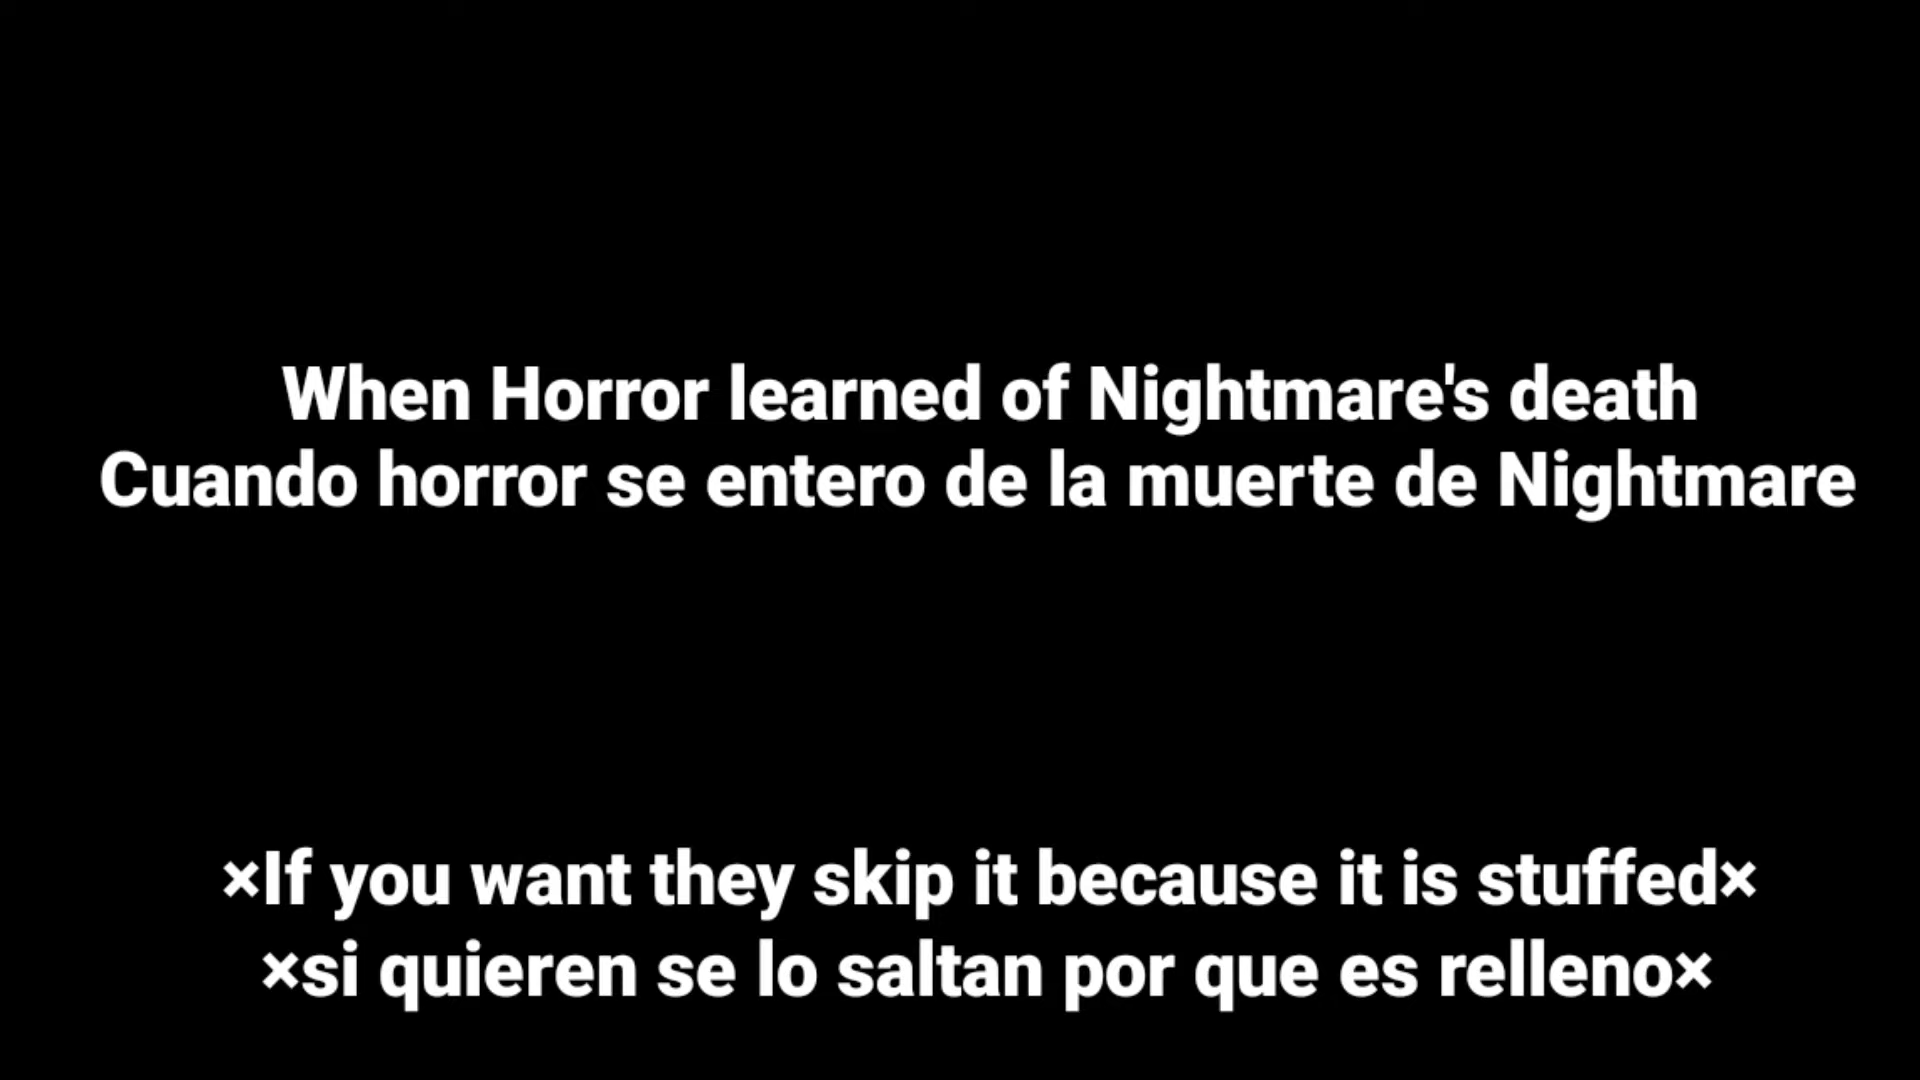 When Horror learned of Nightmare's death
Cuando horror se entero de la muerte de Nightmare
×If you want they skip it because it is stuffed×
×si quieren se lo saltan por que es relleno×